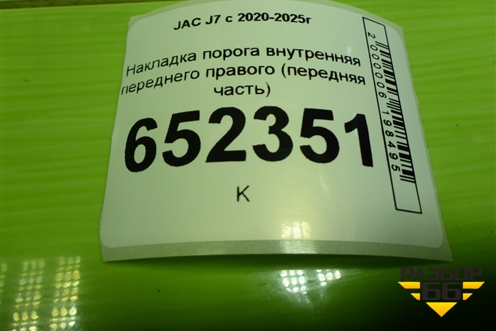 JAC J7 с 2020-2025г
Накладка порога внутренняя
переднего правого (передняя
часть)
652351
К
2000006198495
РАЗБОР
66